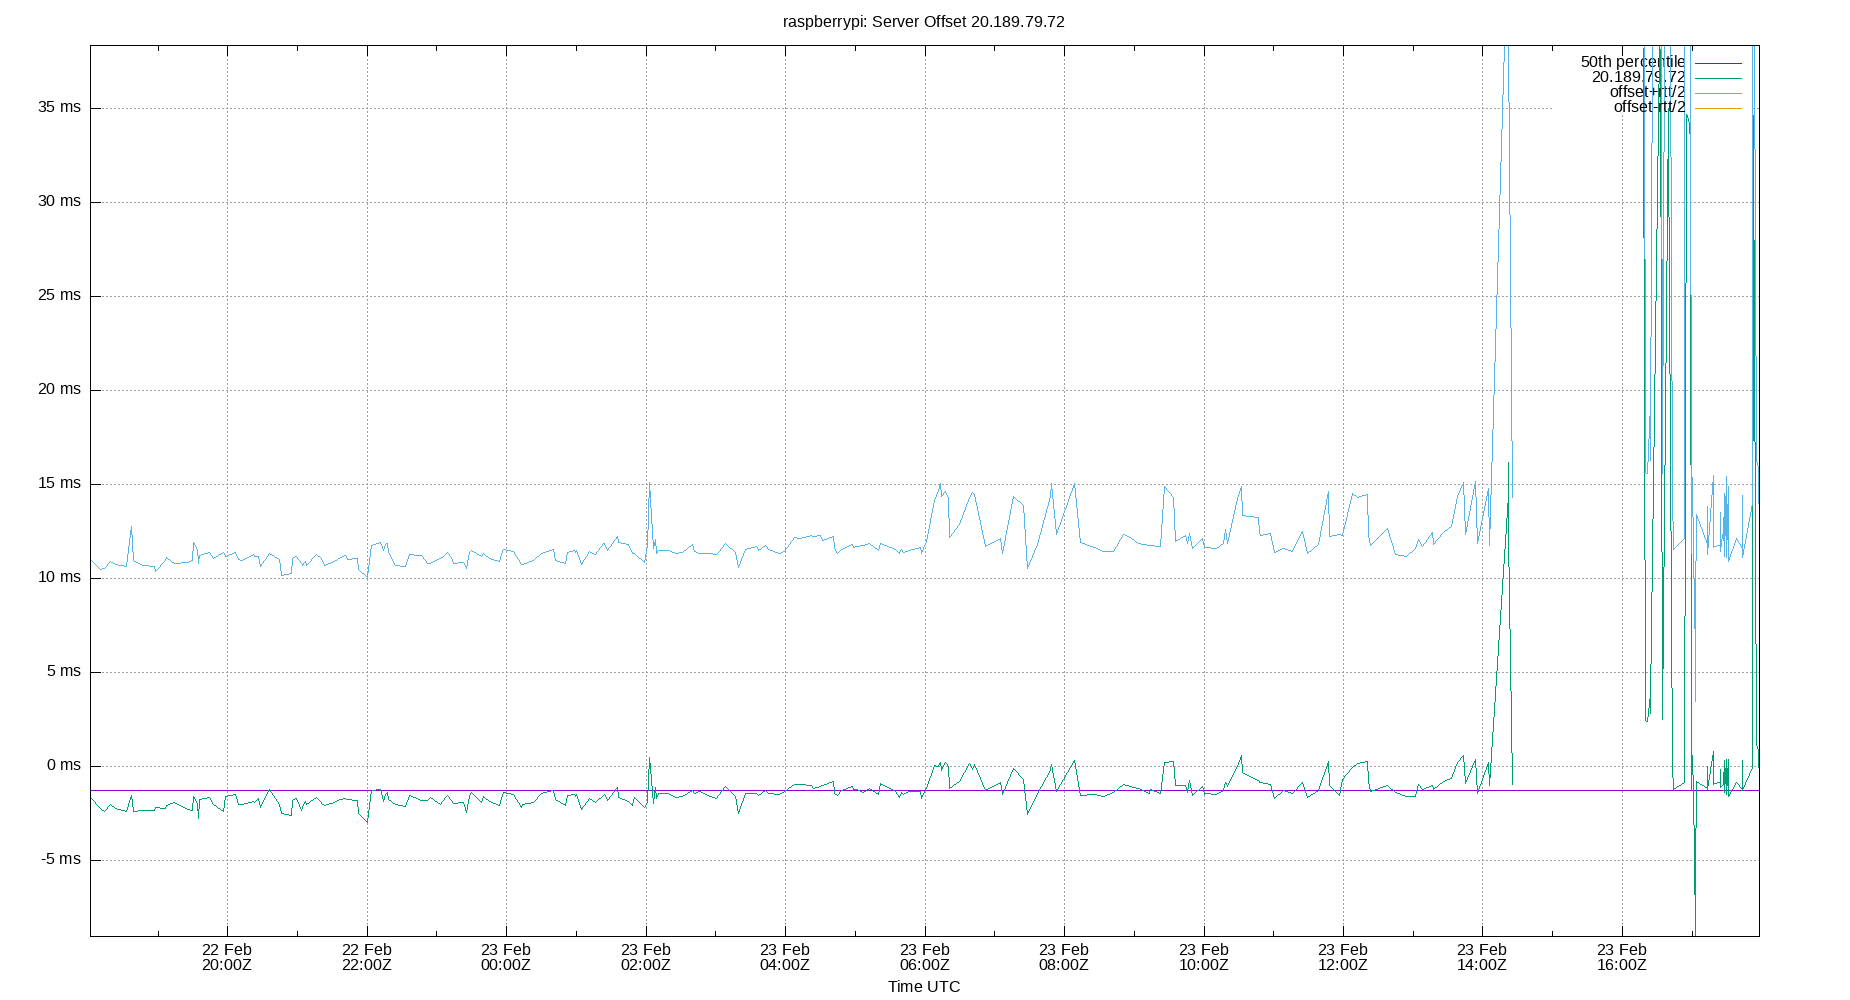 raspberrypi: Server Offset 20.189.79.72
50th percentile
20.189.79.72
offset+rtt/2
offset-rtt/2
35 ms
30 ms
25 ms
20 ms
15 ms
10 ms
5 ms
0 ms
-5 ms
22 Feb 22 Feb 23 Feb 23 Feb 23 Feb 23 Feb 23 Feb 23 Feb 23 Feb 23 Feb 23 Feb
20:00Z 22:00Z 00:00Z 02:00Z 04:00Z 06:00Z 08:00Z 10:00Z 12:00Z 14:00Z 16:00Z
Time UTC